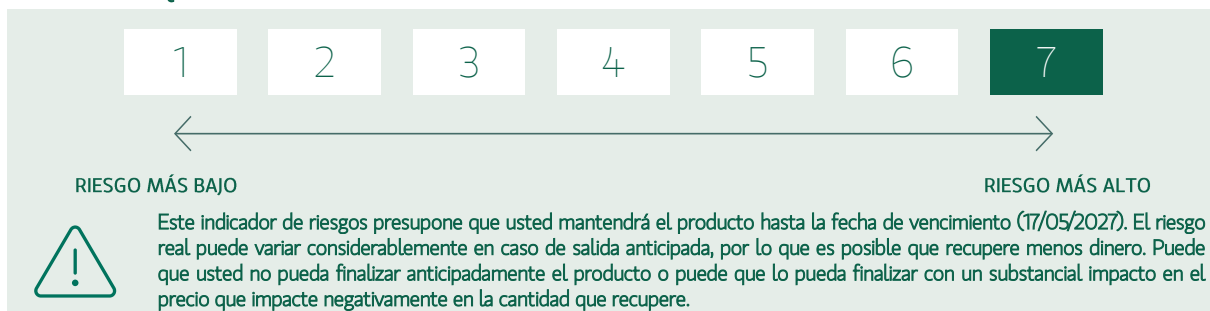 1 2 3 4 5 6 7
RIESGO MÁS BAJO RIESGO MÁS ALTO
Este indicador de riesgos presupone que usted mantendrá el producto hasta la fecha de vencimiento (17/05/2027). El riesgo
real puede variar considerablemente en caso de salida anticipada, por lo que es posible que recupere menos dinero. Puede
que usted no pueda finalizar anticipadamente el producto o puede que lo pueda finalizar con un substancial impacto en el
precio que impacte negativamente en la cantidad que recupere.